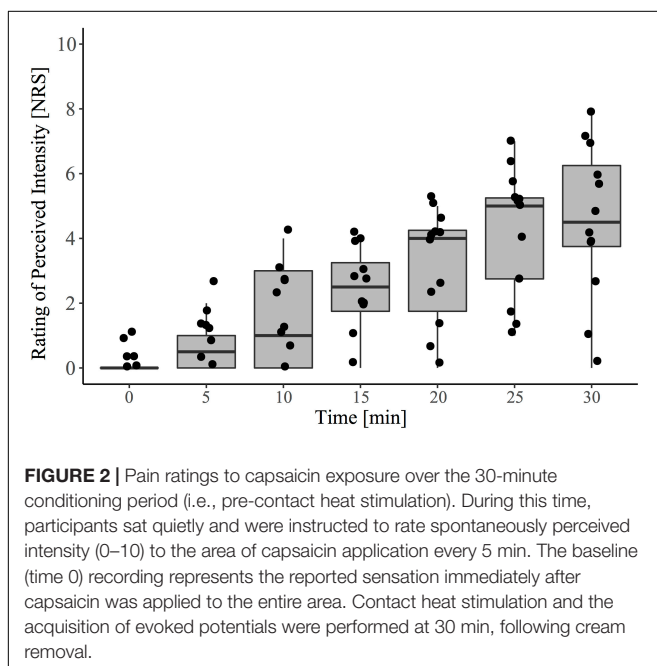 10
8
6
4
2
0
Rating of Perceived Intensity [NRS]
0 5 10 15 20 25 30
Time [min]
FIGURE 2 | Pain ratings to capsaicin exposure over the 30-minute
conditioning period (i.e., pre-contact heat stimulation). During this time,
participants sat quietly and were instructed to rate spontaneously perceived
intensity (0–10) to the area of capsaicin application every 5 min. The baseline
(time 0) recording represents the reported sensation immediately after
capsaicin was applied to the entire area. Contact heat stimulation and the
acquisition of evoked potentials were performed at 30 min, following cream
removal.